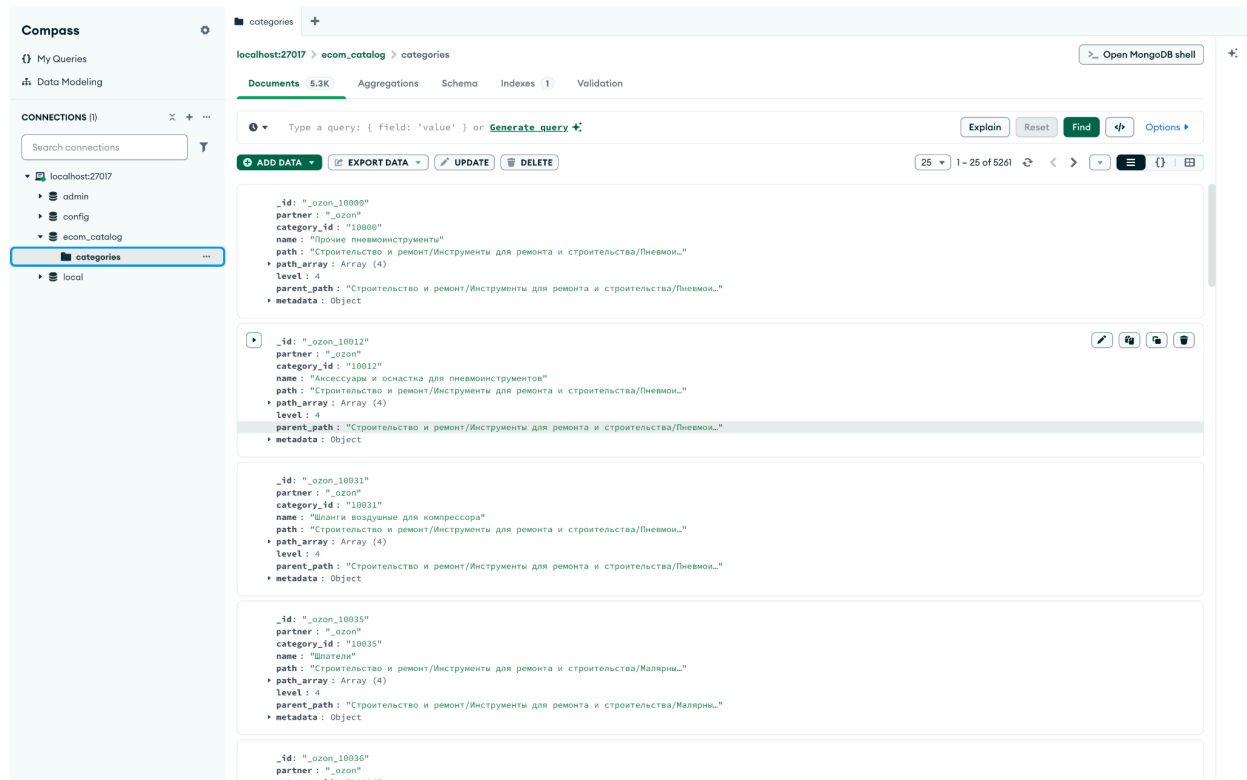 Compass
My Queries
Data Modeling
CONNECTIONS (1)
Search connections
localhost:27017
admin
config
ecom_catalog
categories
local
categories
localhost:27017 > ecom_catalog > categories
>_ Open MongoDB shell
Documents 5.3K Aggregations Schema Indexes 1 Validation
Type a query: { field: 'value' } or Generate query
Explain Reset Find </> Options
ADD DATA EXPORT DATA UPDATE DELETE
25 1 – 25 of 5261
_id: "_ozon_10000"
partner : "_ozon"
category_id : "10000"
name : "Прочие пневмоинструменты"
path : "Строительство и ремонт/Инструменты для ремонта и строительства/Пневмои…"
path_array : Array (4)
level : 4
parent_path : "Строительство и ремонт/Инструменты для ремонта и строительства/Пневмои…"
metadata : Object
_id: "_ozon_10012"
partner : "_ozon"
category_id : "10012"
name : "Аксессуары и оснастка для пневмоинструментов"
path : "Строительство и ремонт/Инструменты для ремонта и строительства/Пневмои…"
path_array : Array (4)
level : 4
parent_path : "Строительство и ремонт/Инструменты для ремонта и строительства/Пневмои…"
metadata : Object
_id: "_ozon_10031"
partner : "_ozon"
category_id : "10031"
name : "Шланги воздушные для компрессора"
path : "Строительство и ремонт/Инструменты для ремонта и строительства/Пневмои…"
path_array : Array (4)
level : 4
parent_path : "Строительство и ремонт/Инструменты для ремонта и строительства/Пневмои…"
metadata : Object
_id: "_ozon_10035"
partner : "_ozon"
category_id : "10035"
name : "Шпатели"
path : "Строительство и ремонт/Инструменты для ремонта и строительства/Малярны…"
path_array : Array (4)
level : 4
parent_path : "Строительство и ремонт/Инструменты для ремонта и строительства/Малярны…"
metadata : Object
_id: "_ozon_10036"
partner : "_ozon"